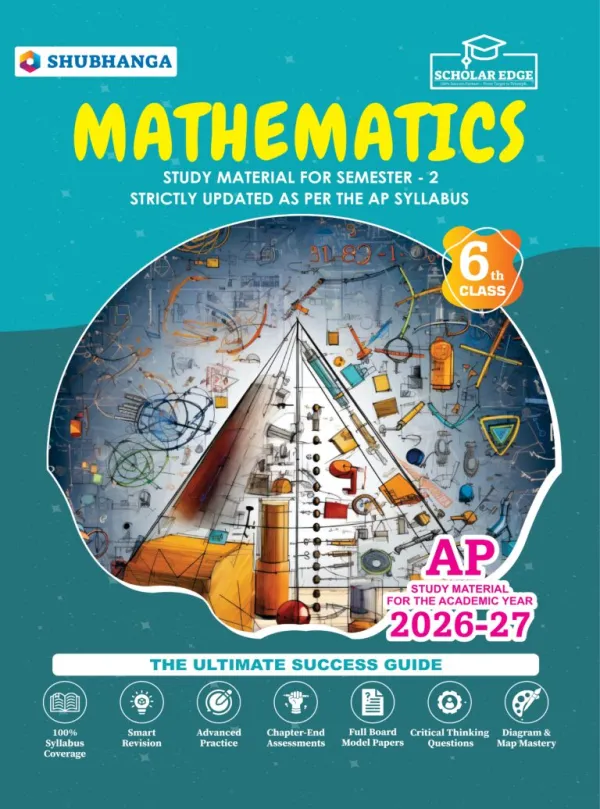 SHUBHANGA
SCHOLAR EDGE
MATHEMATICS
STUDY MATERIAL FOR SEMESTER - 2
STRICTLY UPDATED AS PER THE AP SYLLABUS
6th
CLASS
AP
STUDY MATERIAL
FOR THE ACADEMIC YEAR
2026-27
THE ULTIMATE SUCCESS GUIDE
100%
Syllabus
Coverage
Smart
Revision
Advanced
Practice
Chapter-End
Assessments
Full Board
Model Papers
Critical Thinking
Questions
Diagram &
Map Mastery